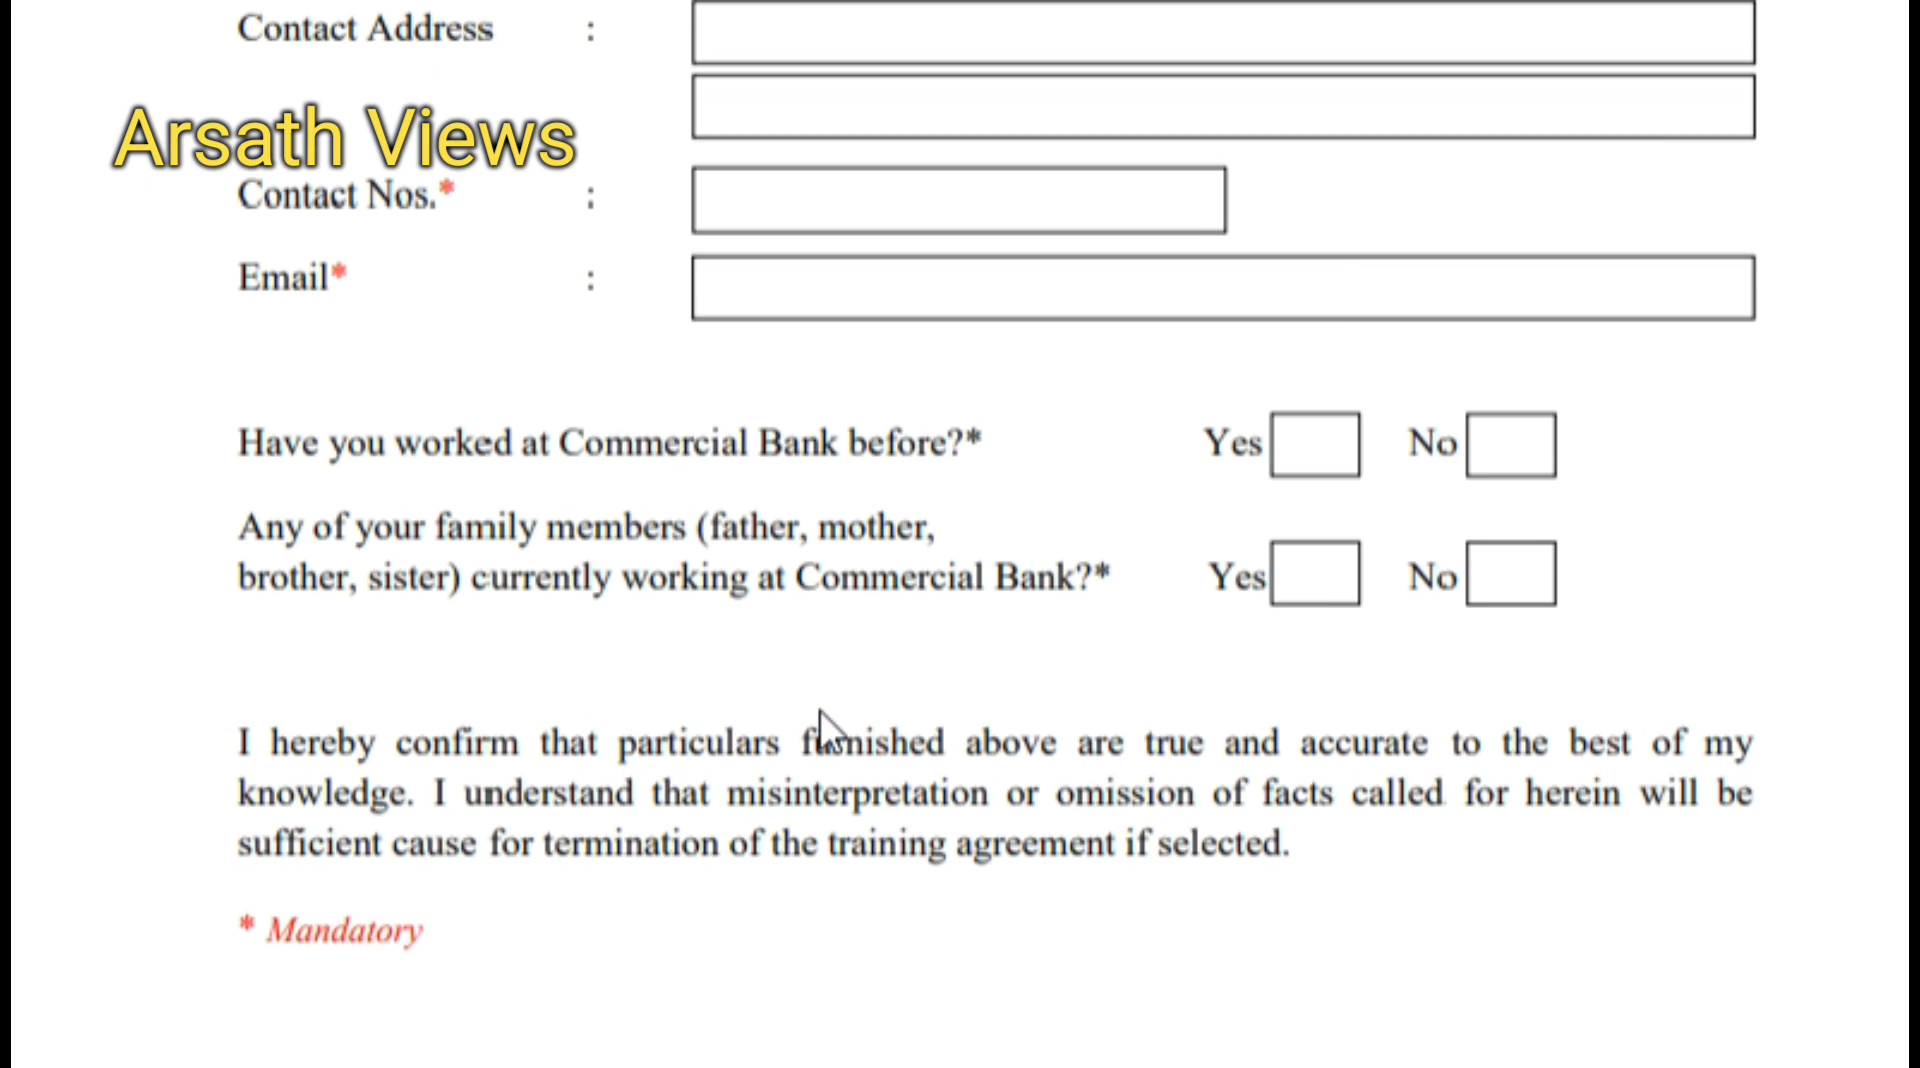 Contact Address :
Arsath Views
Contact Nos.* :
Email* :
Have you worked at Commercial Bank before?* Yes No
Any of your family members (father, mother,
brother, sister) currently working at Commercial Bank?* Yes No
I hereby confirm that particulars furnished above are true and accurate to the best of my
knowledge. I understand that misinterpretation or omission of facts called for herein will be
sufficient cause for termination of the training agreement if selected.
* Mandatory